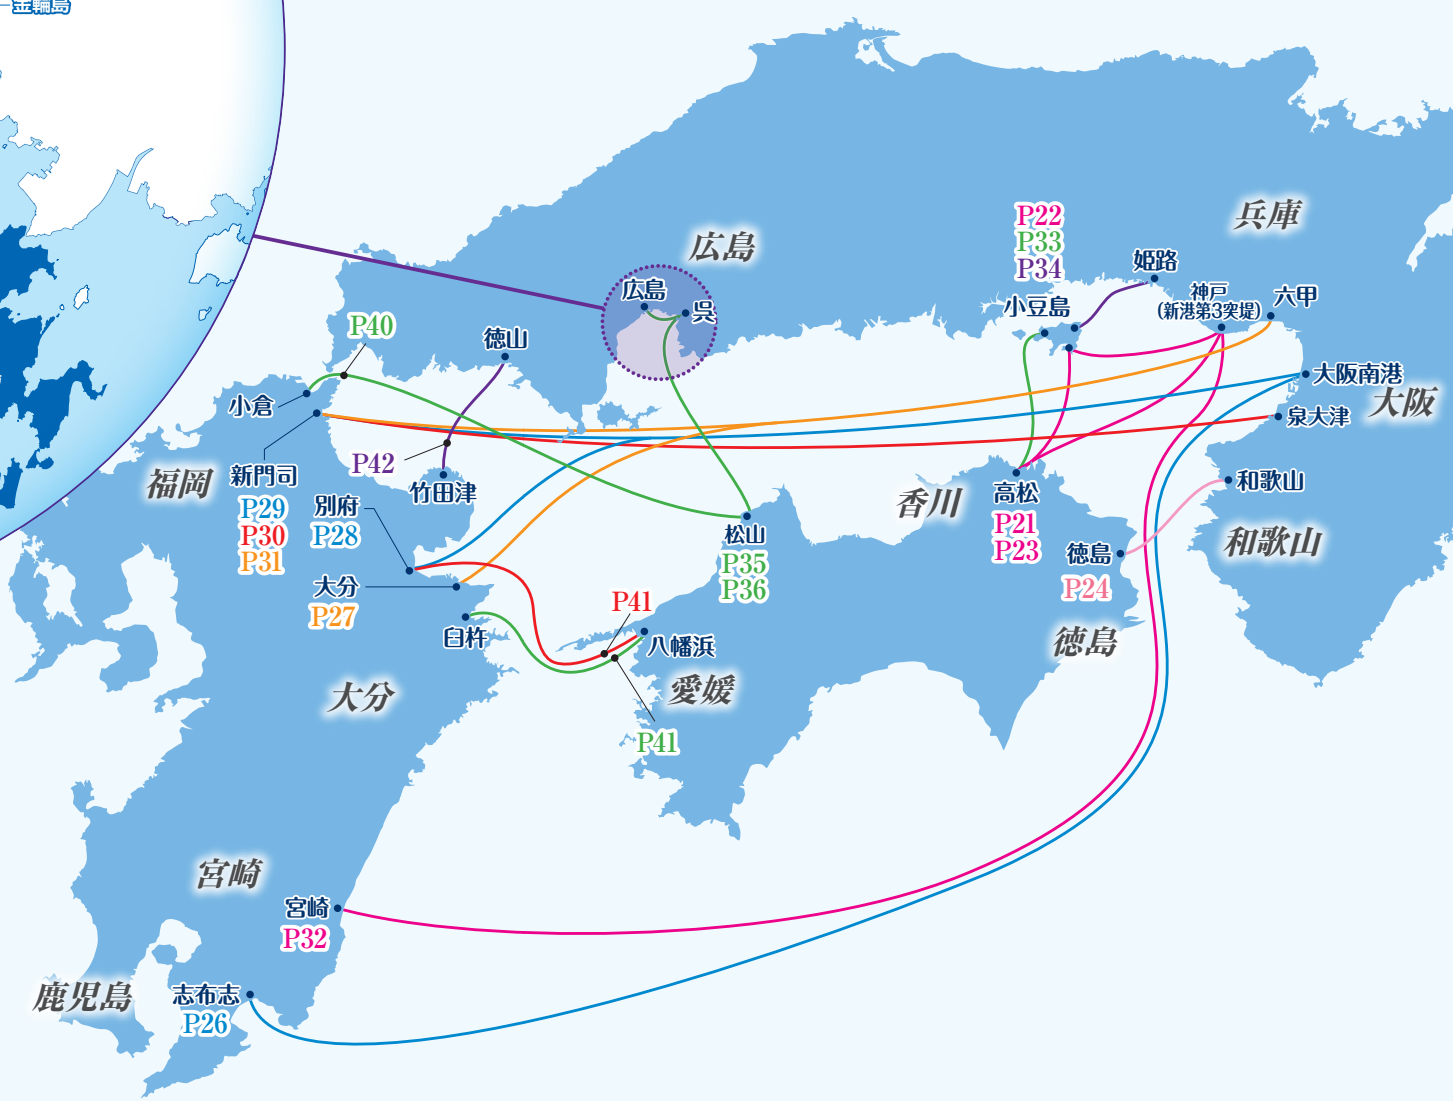 金輪島
兵庫
P22
P33
P34
広島
姫路
広島
呉
神戸
(新港第3突堤)
六甲
小豆島
P40
徳山
大阪南港
大阪
小倉
泉大津
P42
新門司
福岡
竹田津
高松
香川
和歌山
P29
P30
P31
別府
P28
P21
P23
松山
P35
P36
和歌山
徳島
P24
大分
P27
P41
臼杵
八幡浜
徳島
愛媛
大分
P41
宮崎
宮崎
P32
鹿児島
志布志
P26